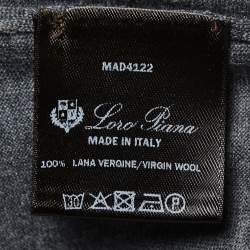 MAD4122
Loro Piana
MADE IN ITALY
100% LANA VERGINE/VIRGIN WOOL